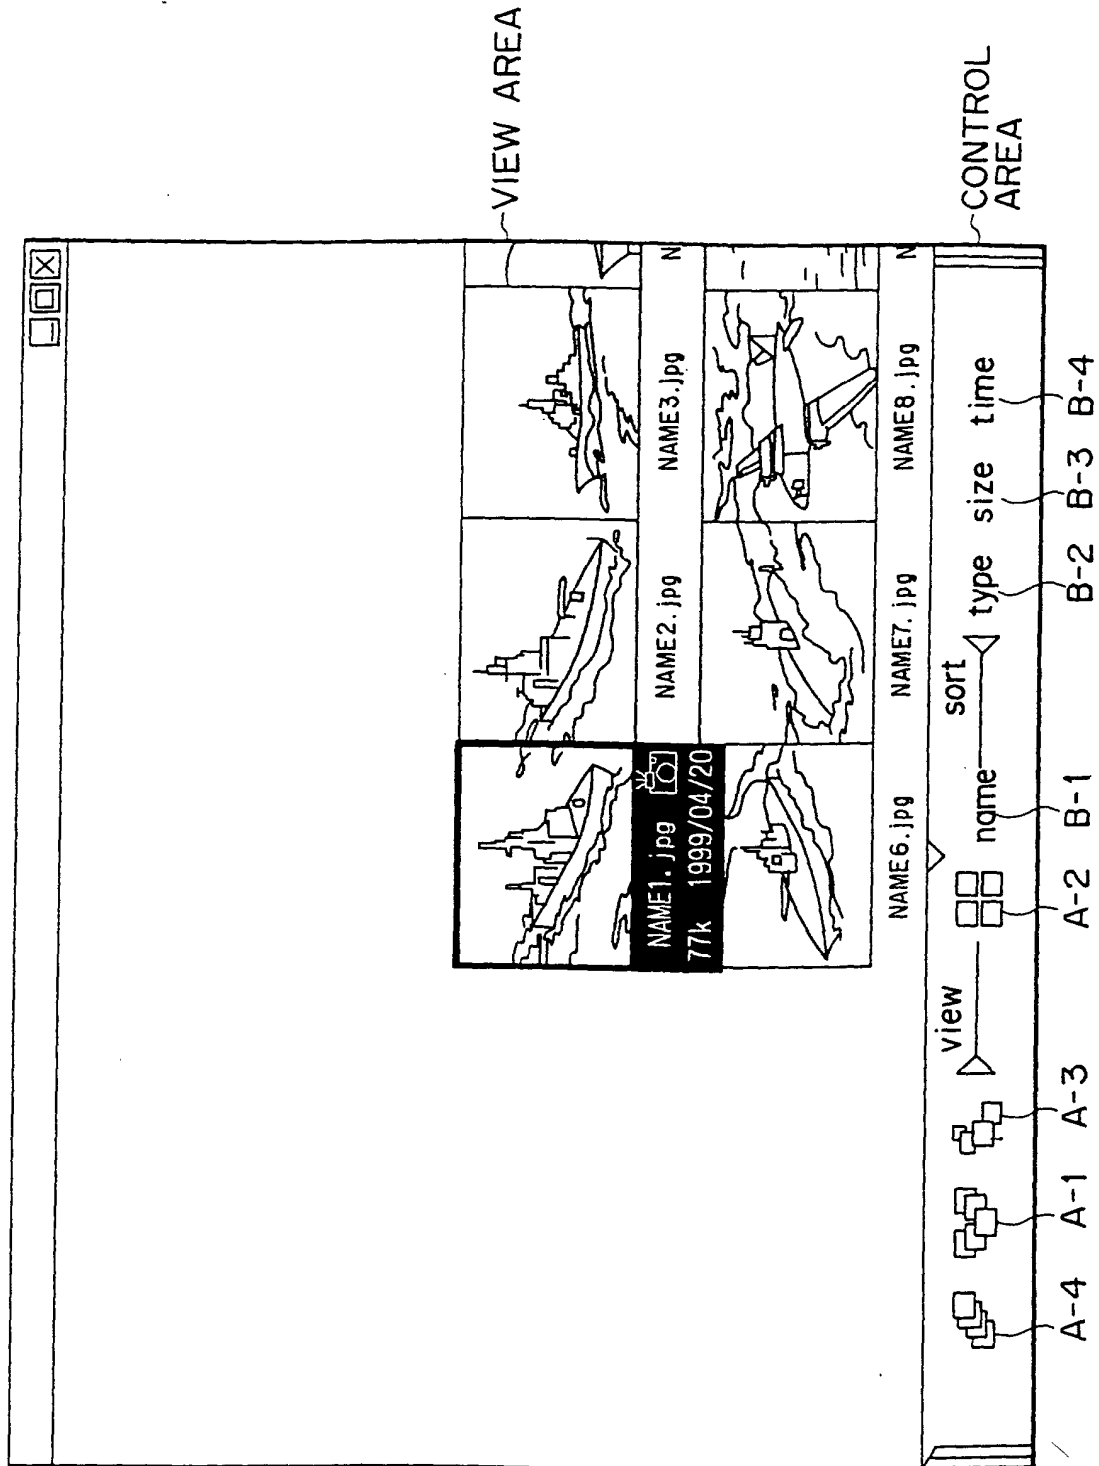 VIEW AREA
NAME1.jpg
77k 1999/04/20
NAME2.jpg
NAME3.jpg
N
NAME6.jpg
NAME7.jpg
NAME8.jpg
N
view
sort
name
type
size
time
CONTROL
AREA
A-4
A-1
A-3
A-2
B-1
B-2
B-3
B-4